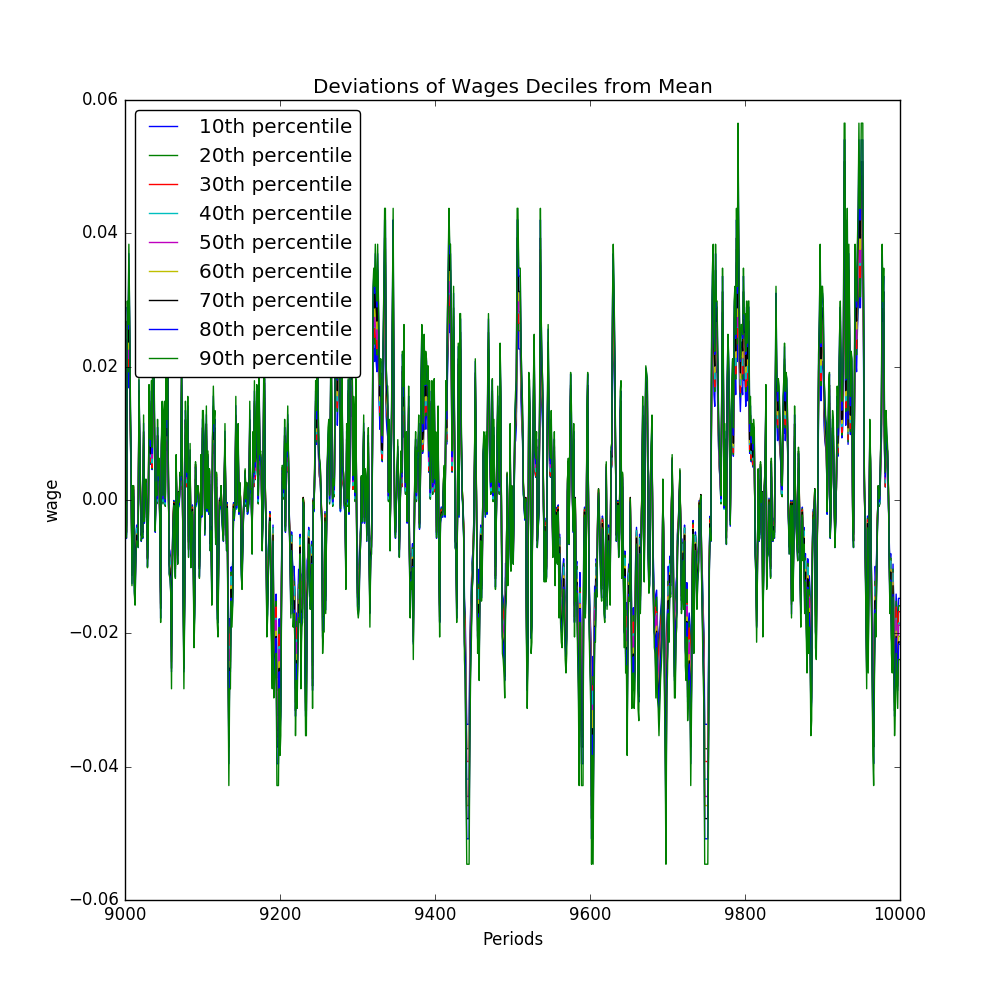 Deviations of Wages Deciles from Mean
0.06
0.04
0.02
0.00
−0.02
−0.04
−0.06
wage
10th percentile
20th percentile
30th percentile
40th percentile
50th percentile
60th percentile
70th percentile
80th percentile
90th percentile
9000 9200 9400 9600 9800 10000
Periods